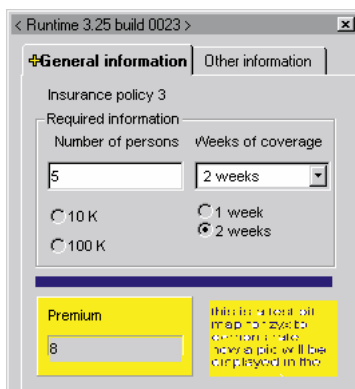 < Runtime 3.25 build 0023 >
General information
Other information
Insurance policy 3
Required information
Number of persons
Weeks of coverage
5
2 weeks
10 K
1 week
2 weeks
100 K
Premium
8
this is a test bit
map for zyx to
demonstrate
how a pic will be
displayed in the